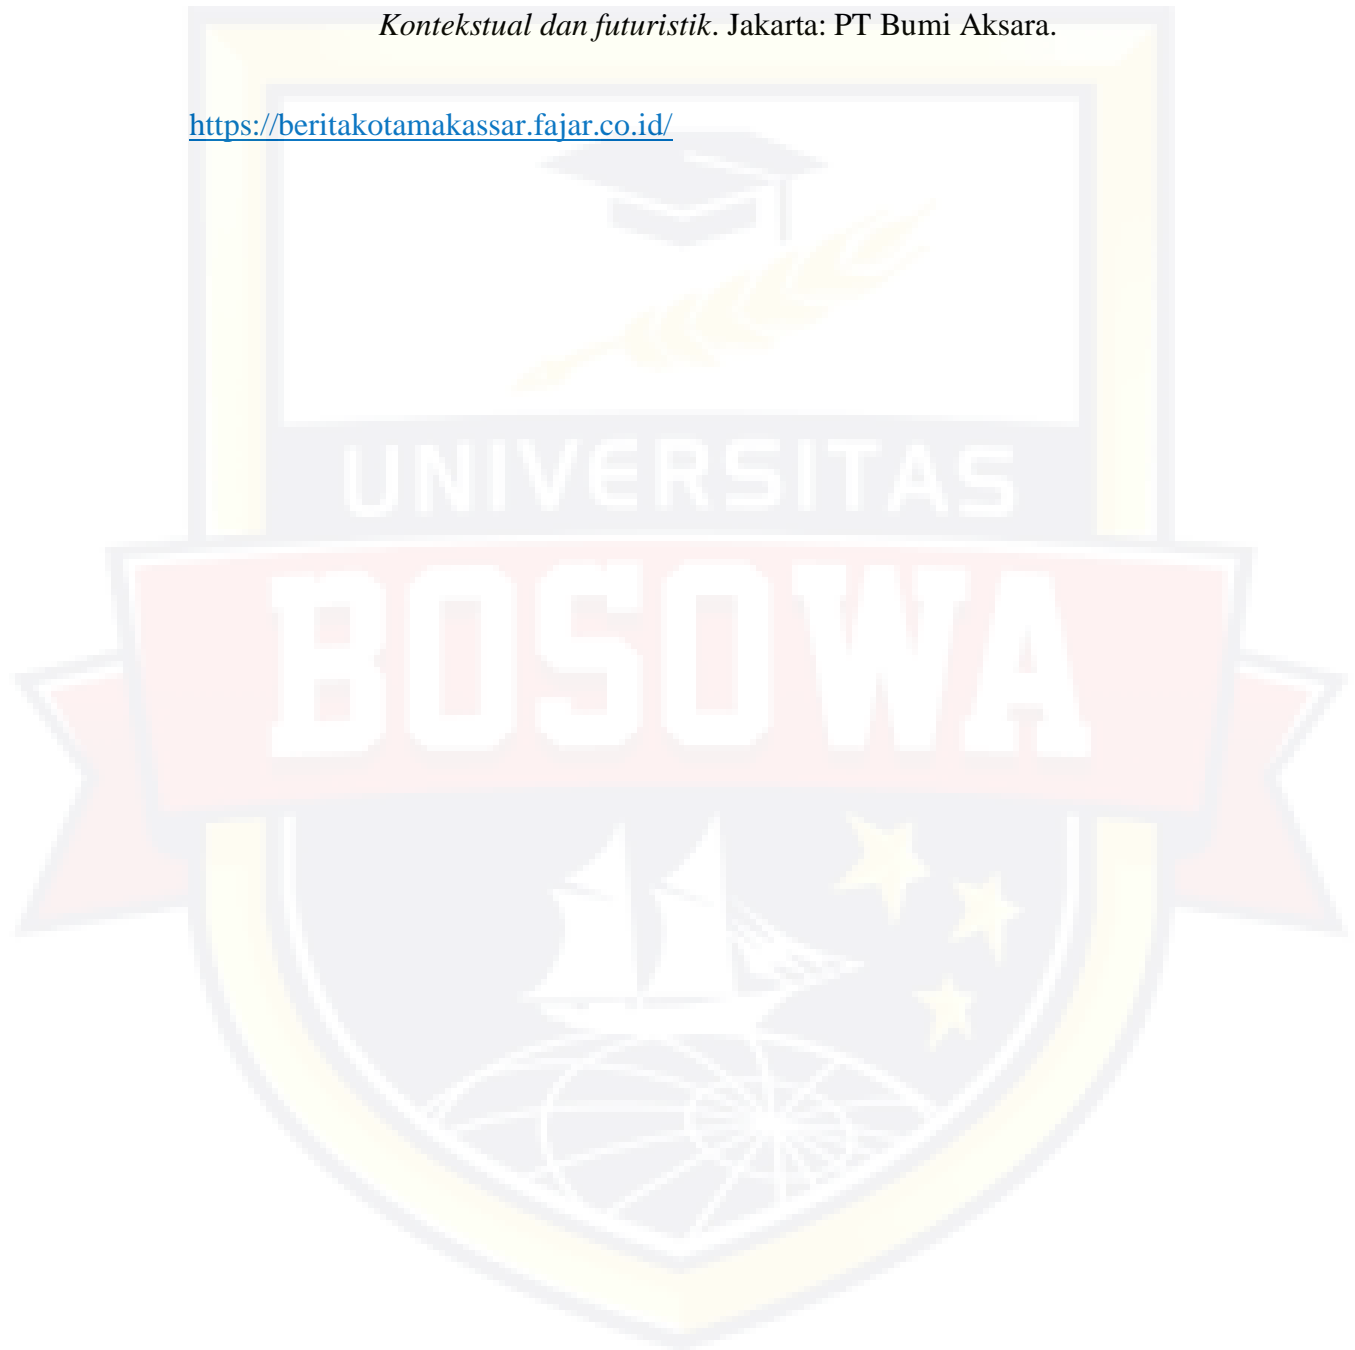 Kontekstual dan futuristik. Jakarta: PT Bumi Aksara.
https://beritakotamakassar.fajar.co.id/
UNIVERSITAS
BOSOWA